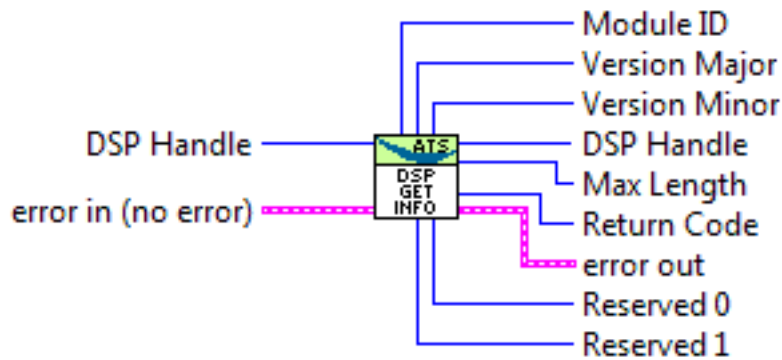 Module ID
Version Major
Version Minor
DSP Handle
DSP Handle
Max Length
Return Code
error in (no error)
error out
Reserved 0
Reserved 1
ATS
DSP
GET
INFO